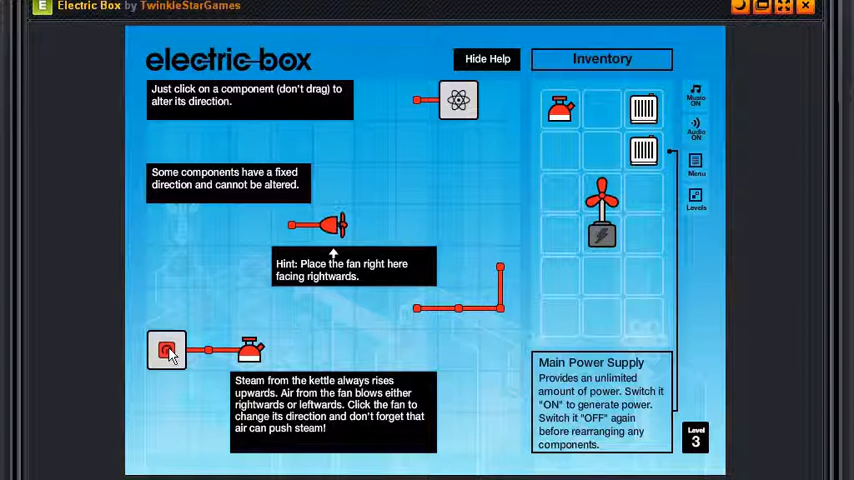 E Electric Box by TwinkleStarGames
electric box
Hide Help
Inventory
Just click on a component (don't drag) to
alter its direction.
Music
ON
Audio
ON
Some components have a fixed
direction and cannot be altered.
Menu
Levels
Hint: Place the fan right here
facing rightwards.
Steam from the kettle always rises
upwards. Air from the fan blows either
rightwards or leftwards. Click the fan to
change its direction and don't forget that
air can push steam!
Main Power Supply
Provides an unlimited
amount of power. Switch it
"ON" to generate power.
Switch it "OFF" again
before rearranging any
components.
Level
3